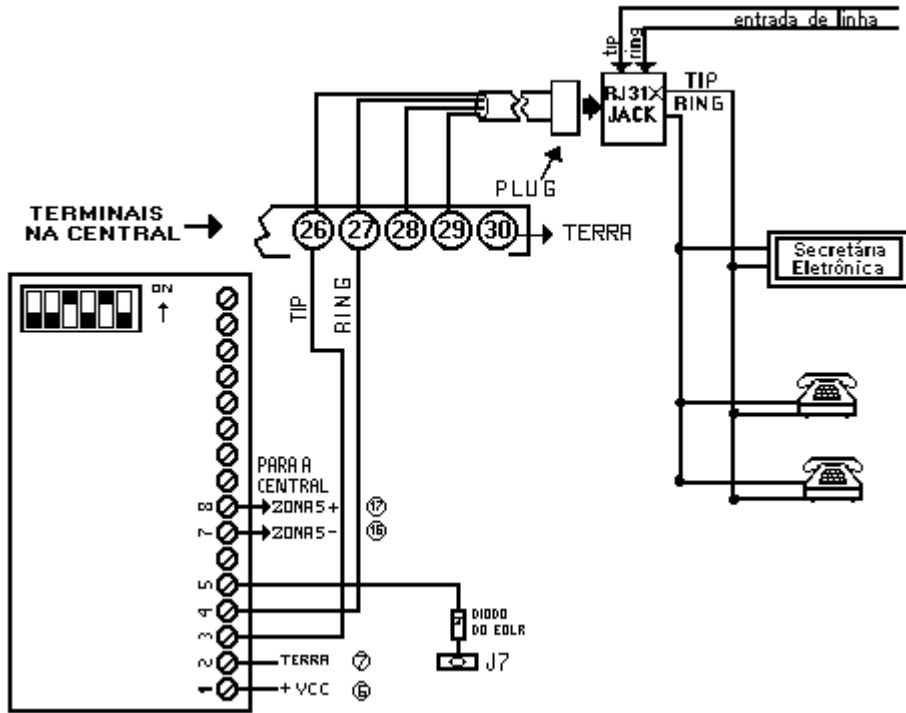 entrada de linha
tip
ring
RJ31X
JACK
TIP
RING
PLUG
TERMINAIS
NA CENTRAL
26 27 28 29 30
TERRA
Secretária
Eletrônica
TIP
RING
ON
PARA A
CENTRAL
8 ZONA5+ 17
7 ZONA5- 16
5
4
3
2 TERRA 7
1 +VCC 6
DIODO
DO EOLR
J7